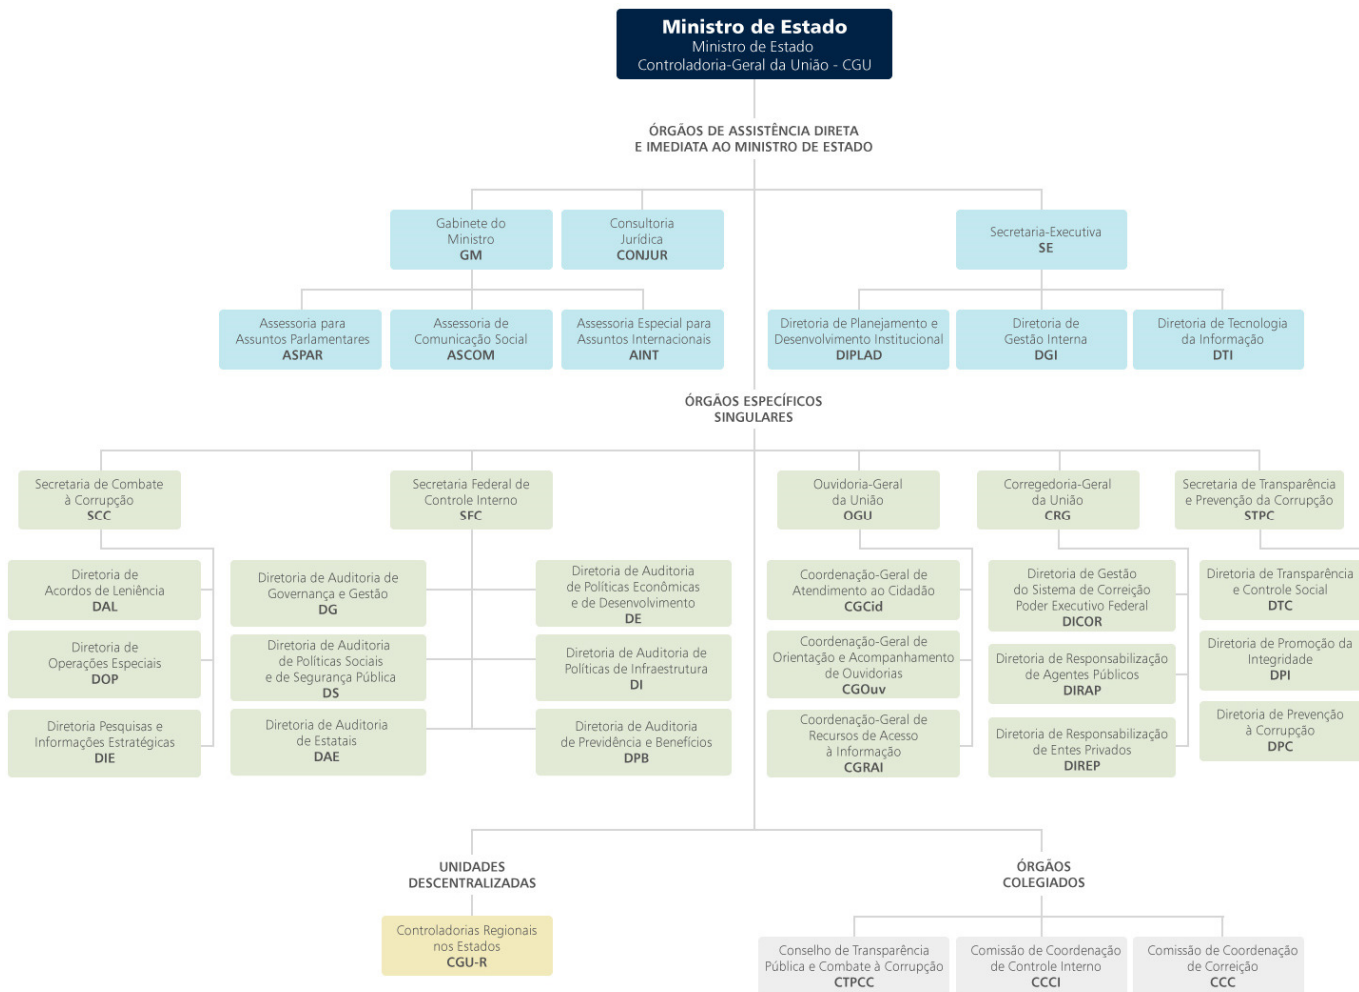 Ministro de Estado
Ministro de Estado
Controladoria-Geral da União - CGU
ÓRGÃOS DE ASSISTÊNCIA DIRETA
E IMEDIATA AO MINISTRO DE ESTADO
Gabinete do
Ministro
GM
Consultoria
Jurídica
CONJUR
Secretaria-Executiva
SE
Assessoria para
Assuntos Parlamentares
ASPAR
Assessoria de
Comunicação Social
ASCOM
Assessoria Especial para
Assuntos Internacionais
AINT
Diretoria de Planejamento e
Desenvolvimento Institucional
DIPLAD
Diretoria de
Gestão Interna
DGI
Diretoria de Tecnologia
da Informação
DTI
ÓRGÃOS ESPECÍFICOS
SINGULARES
Secretaria de Combate
à Corrupção
SCC
Secretaria Federal de
Controle Interno
SFC
Ouvidoria-Geral
da União
OGU
Corregedoria-Geral
da União
CRG
Secretaria de Transparência
e Prevenção da Corrupção
STPC
Diretoria de
Acordos de Leniência
DAL
Diretoria de Auditoria de
Governança e Gestão
DG
Diretoria de Auditoria
de Políticas Econômicas
e de Desenvolvimento
DE
Coordenação-Geral de
Atendimento ao Cidadão
CGCid
Diretoria de Gestão
do Sistema de Correição
Poder Executivo Federal
DICOR
Diretoria de Transparência
e Controle Social
DTC
Diretoria de
Operações Especiais
DOP
Diretoria de Auditoria
de Políticas Sociais
e de Segurança Pública
DS
Diretoria de Auditoria de
Políticas de Infraestrutura
DI
Coordenação-Geral de
Orientação e Acompanhamento
de Ouvidorias
CGOuv
Diretoria de Responsabilização
de Agentes Públicos
DIRAP
Diretoria de Promoção da
Integridade
DPI
Diretoria Pesquisas e
Informações Estratégicas
DIE
Diretoria de Auditoria
de Estatais
DAE
Diretoria de Auditoria
de Previdência e Benefícios
DPB
Coordenação-Geral de
Recursos de Acesso
à Informação
CGRAI
Diretoria de Responsabilização
de Entes Privados
DIREP
Diretoria de Prevenção
à Corrupção
DPC
UNIDADES
DESCENTRALIZADAS
ÓRGÃOS
COLEGIADOS
Controladorias Regionais
nos Estados
CGU-R
Conselho de Transparência
Pública e Combate à Corrupção
CTPCC
Comissão de Coordenação
de Controle Interno
CCCI
Comissão de Coordenação
de Correição
CCC